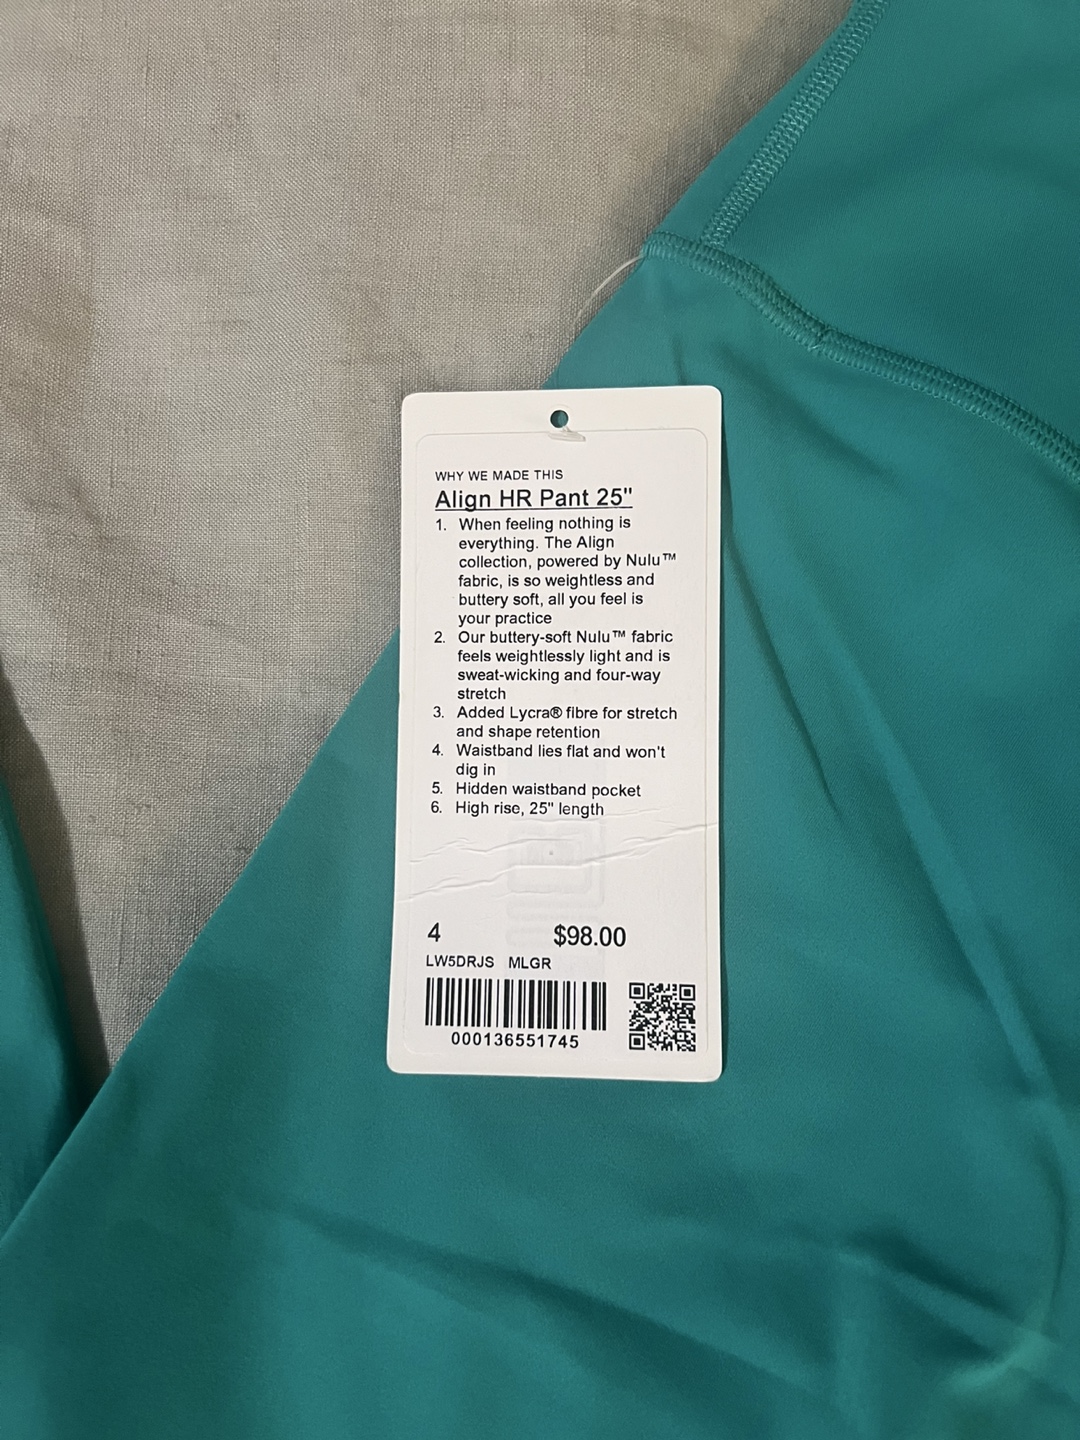 WHY WE MADE THIS
Align HR Pant 25"
1. When feeling nothing is
everything. The Align
collection, powered by Nulu™
fabric, is so weightless and
buttery soft, all you feel is
your practice
2. Our buttery-soft Nulu™ fabric
feels weightlessly light and is
sweat-wicking and four-way
stretch
3. Added Lycra® fibre for stretch
and shape retention
4. Waistband lies flat and won't
dig in
5. Hidden waistband pocket
6. High rise, 25" length
4 $98.00
LW5DRJS MLGR
000136551745